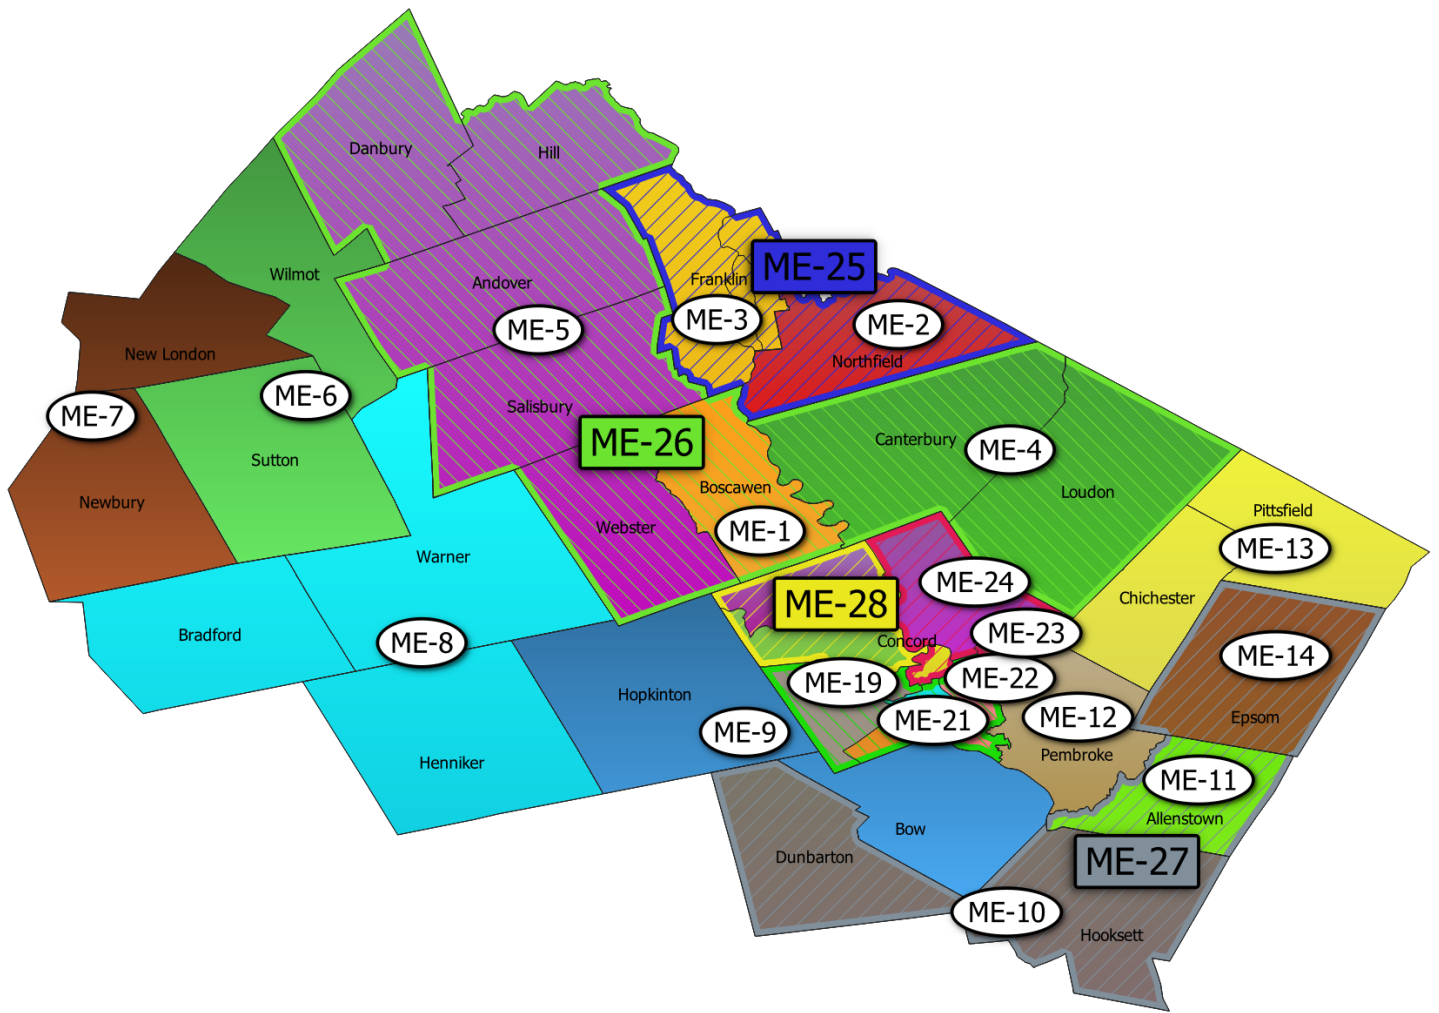 Danbury
Hill
Wilmot
Andover
Franklin
ME-25
ME-3
ME-2
ME-5
Northfield
New London
ME-6
ME-7
Salisbury
ME-26
Canterbury
ME-4
Sutton
Newbury
Boscawen
Loudon
Webster
ME-1
Pittsfield
ME-13
Warner
ME-24
Chichester
ME-28
Bradford
ME-8
Concord
ME-23
ME-14
Hopkinton
ME-19
ME-22
ME-9
ME-21
ME-12
Epsom
Henniker
Pembroke
ME-11
Allenstown
Bow
Dunbarton
ME-27
ME-10
Hooksett